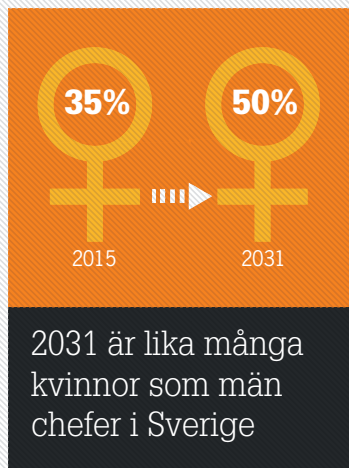 35% 50%
2015 2031
2031 är lika många
kvinnor som män
chefer i Sverige